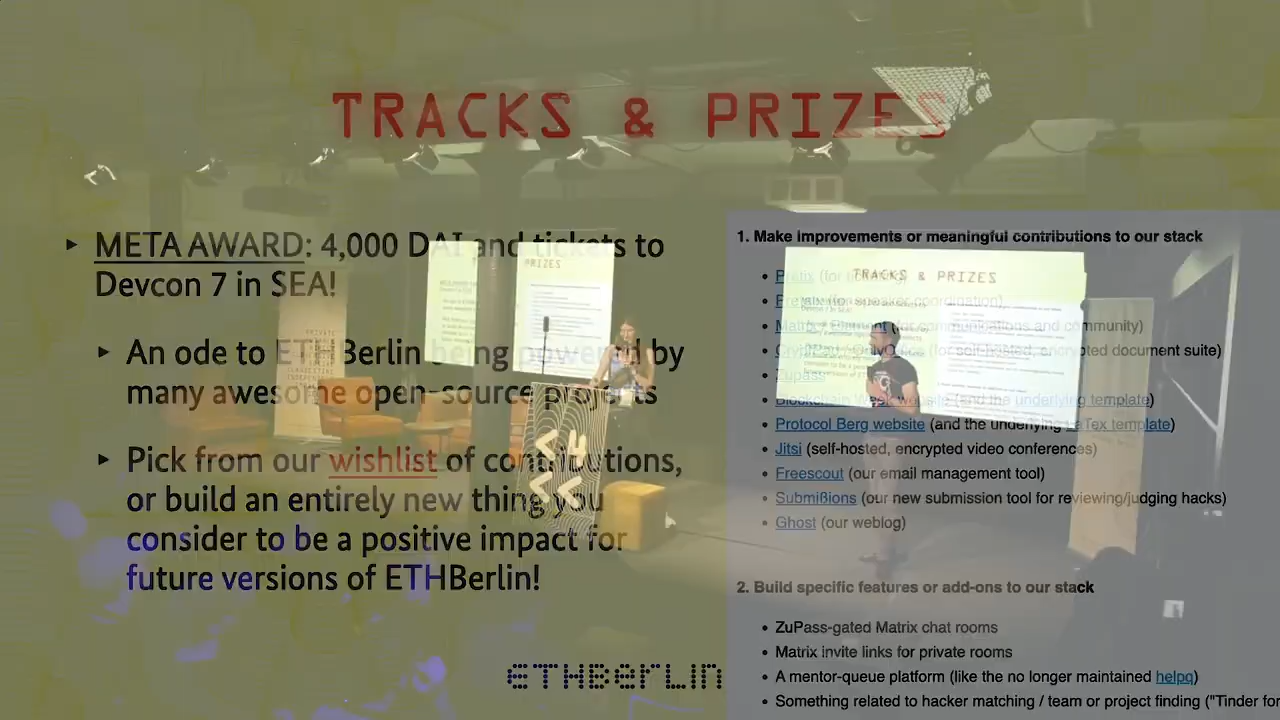 TRACKS & PRIZES
META AWARD: 4,000 DAI and tickets to
Devcon 7 in SEA!
An ode to ETH Berlin being powered by
many awesome open-source projects
Pick from our wishlist of contributions,
or build an entirely new thing you
consider to be a positive impact for
future versions of ETHBerlin!
ETHBERLIN
1. Make improvements or meaningful contributions to our stack
Pretix (for ticketing)
Pretalx (for speaker coordination)
Matrix / Element (for communications and community)
CryptPad / OnlyOffice (for self-hosted, encrypted document suite)
Zupass
Blockchain Week website (and the underlying template)
Protocol Berg website (and the underlying LaTex template)
Jitsi (self-hosted, encrypted video conferences)
Freescout (our email management tool)
Submißions (our new submission tool for reviewing/judging hacks)
Ghost (our weblog)
2. Build specific features or add-ons to our stack
ZuPass-gated Matrix chat rooms
Matrix invite links for private rooms
A mentor-queue platform (like the no longer maintained helpq)
Something related to hacker matching / team or project finding ("Tinder for
PRIZES
TRACKS & PRIZES